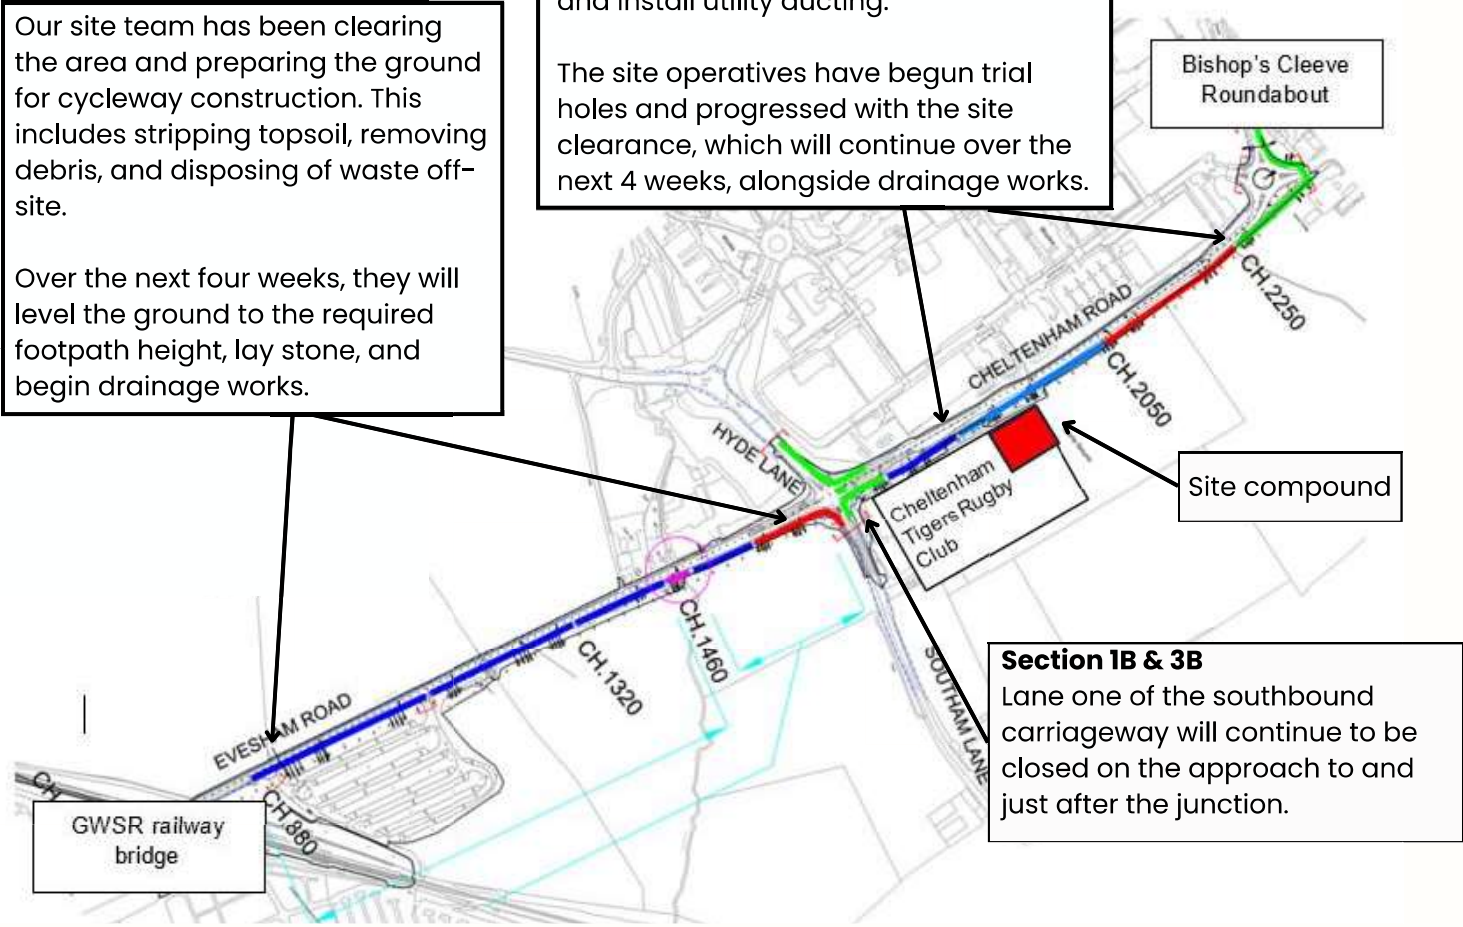 Our site team has been clearing
the area and preparing the ground
for cycleway construction. This
includes stripping topsoil, removing
debris, and disposing of waste off-
site.
Over the next four weeks, they will
level the ground to the required
footpath height, lay stone, and
begin drainage works.
and install utility ducting.
The site operatives have begun trial
holes and progressed with the site
clearance, which will continue over the
next 4 weeks, alongside drainage works.
Bishop's Cleeve
Roundabout
CH.2250
CHELTENHAM ROAD
CH.2050
HYDE LANE
Cheltenham
Tigers Rugby
Club
Site compound
CH.1460
CH.1320
SOUTHAM LANE
Section 1B & 3B
Lane one of the southbound
carriageway will continue to be
closed on the approach to and
just after the junction.
EVESHAM ROAD
CH
CH.880
GWSR railway
bridge